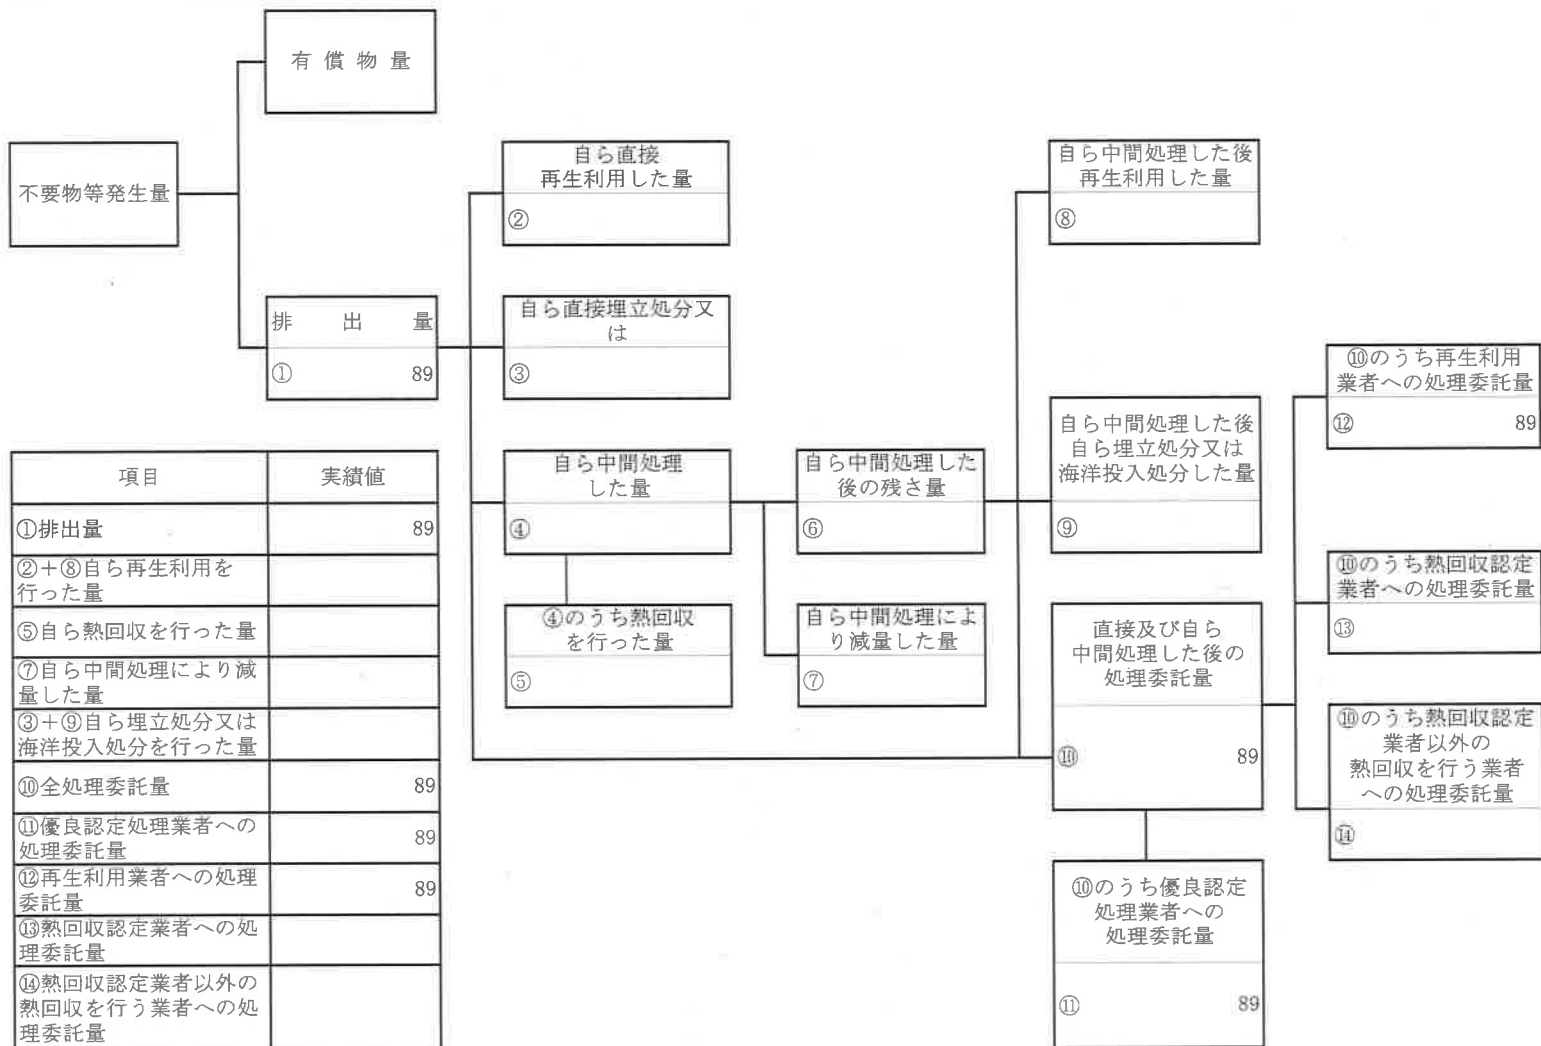 有償物量
不要物等発生量
自ら直接
再生利用した量
②
自ら中間処理した後
再生利用した量
⑧
排出量
① 89
自ら直接埋立処分又
は
③
⑩のうち再生利用
業者への処理委託量
⑫ 89
自ら中間処理
した量
④
自ら中間処理した
後の残さ量
⑥
自ら中間処理した後
自ら埋立処分又は
海洋投入処分した量
⑨
⑩のうち熱回収認定
業者への処理委託量
⑬
④のうち熱回収
を行った量
⑤
自ら中間処理によ
り減量した量
⑦
直接及び自ら
中間処理した後の
処理委託量
⑩ 89
⑩のうち熱回収認定
業者以外の
熱回収を行う業者
への処理委託量
⑭
⑩のうち優良認定
処理業者への
処理委託量
⑪ 89
項目 実績値
①排出量 89
②+⑧自ら再生利用を
行った量
⑤自ら熱回収を行った量
⑦自ら中間処理により減
量した量
③+⑨自ら埋立処分又は
海洋投入処分を行った量
⑩全処理委託量 89
⑪優良認定処理業者への
処理委託量 89
⑫再生利用業者への処理
委託量 89
⑬熱回収認定業者への処
理委託量
⑭熱回収認定業者以外の
熱回収を行う業者への処
理委託量